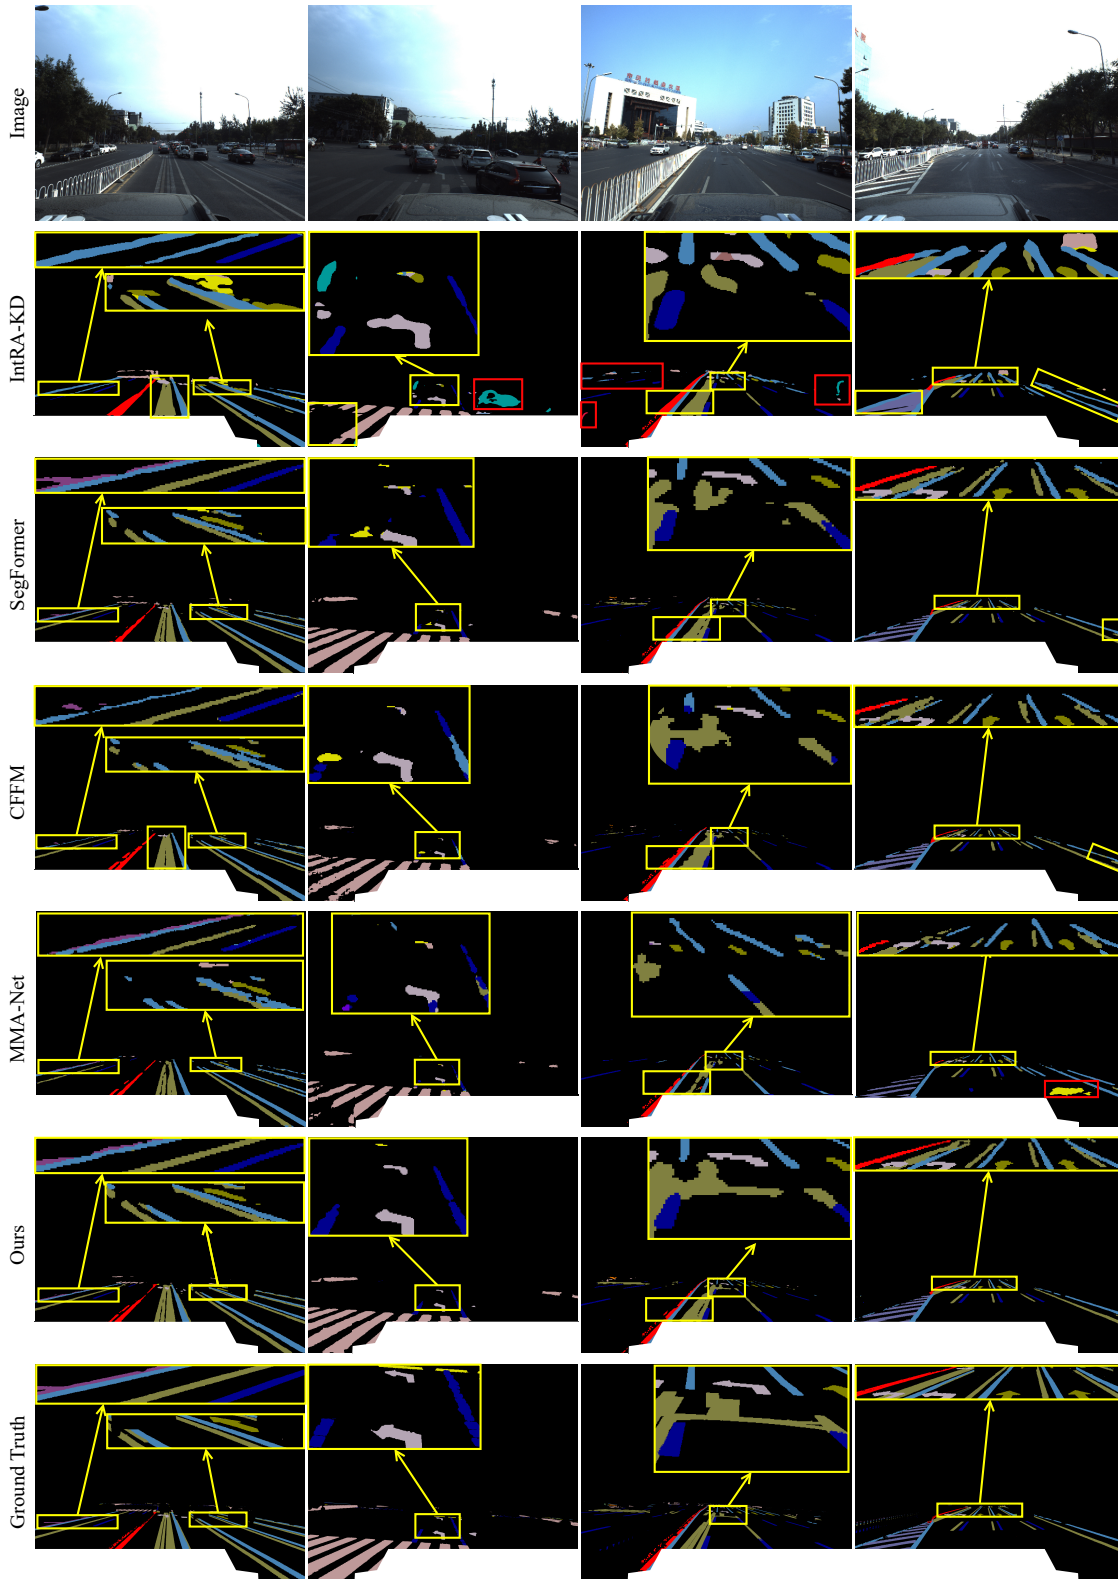 Image
IntRA-KD
SegFormer
CFFM
MMA-Net
Ours
Ground Truth